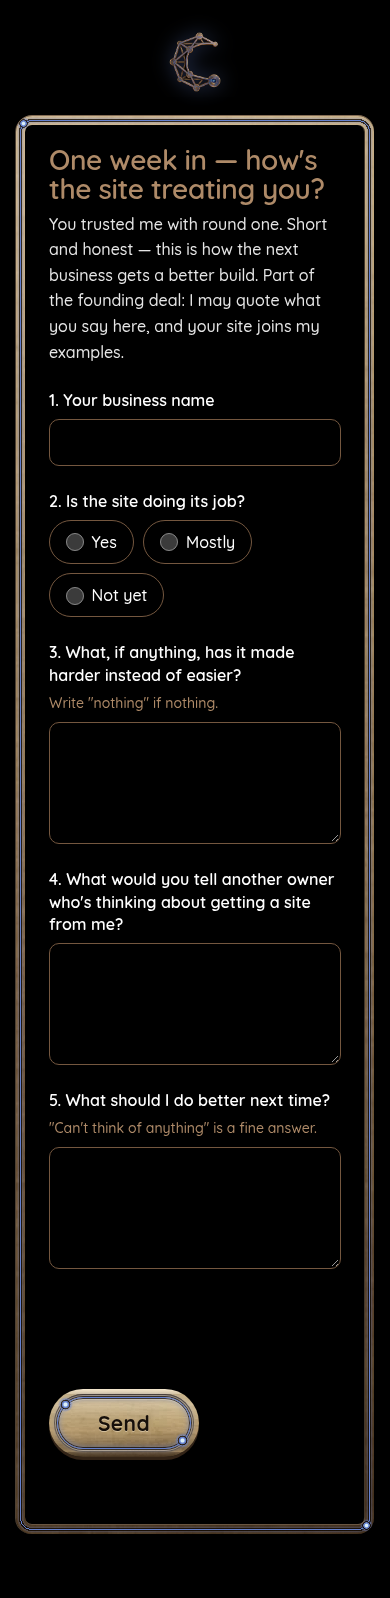 One week in — how's
the site treating you?
You trusted me with round one. Short
and honest — this is how the next
business gets a better build. Part of
the founding deal: I may quote what
you say here, and your site joins my
examples.
1. Your business name
2. Is the site doing its job?
Yes
Mostly
Not yet
3. What, if anything, has it made
harder instead of easier?
Write "nothing" if nothing.
4. What would you tell another owner
who's thinking about getting a site
from me?
5. What should I do better next time?
"Can't think of anything" is a fine answer.
Send